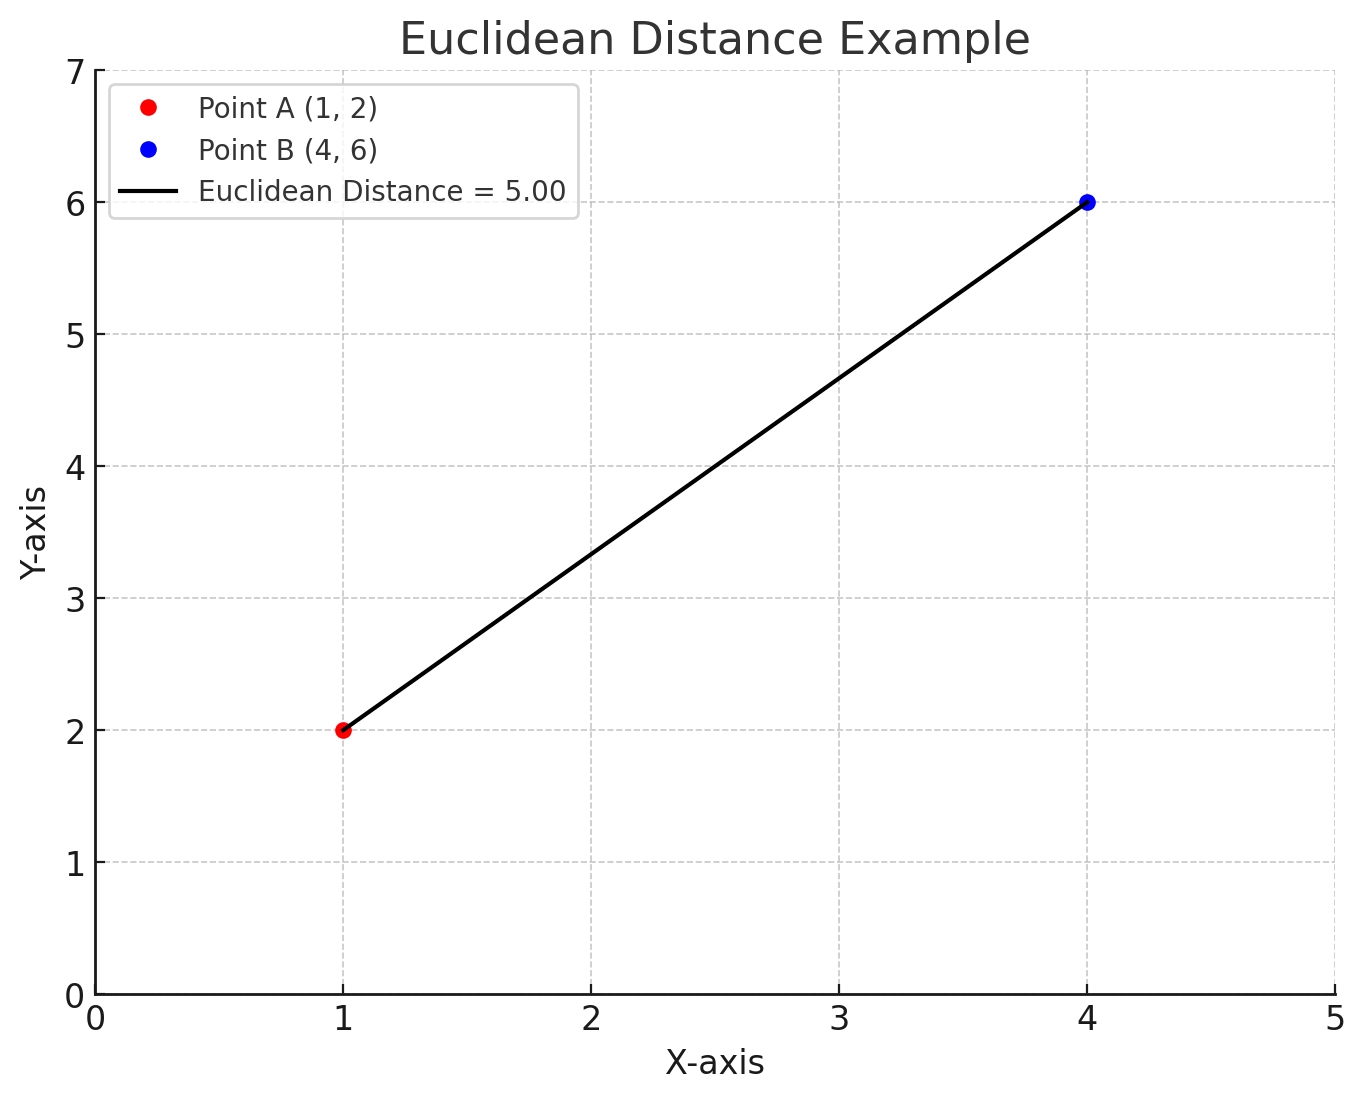 Euclidean Distance Example
Point A (1, 2)
Point B (4, 6)
Euclidean Distance = 5.00
7
6
5
4
3
2
1
0
Y-axis
0 1 2 3 4 5
X-axis